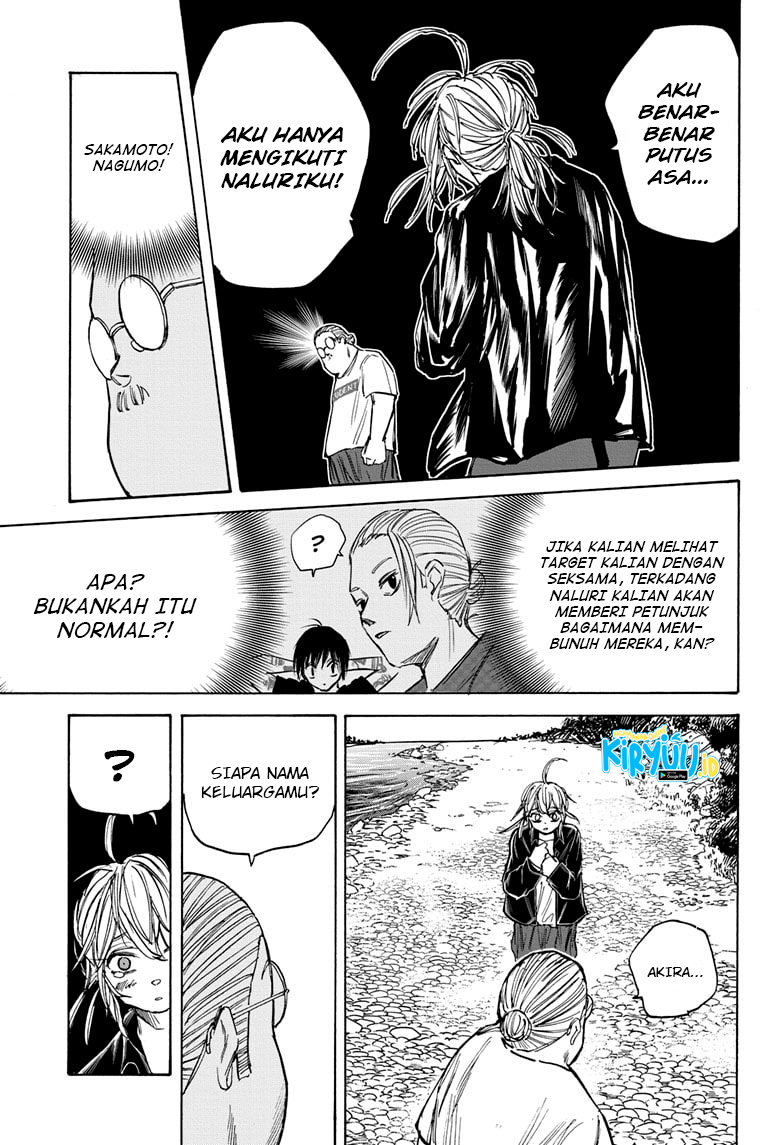 AKU
BENAR-
BENAR
PUTUS
ASA...
AKU HANYA
MENGIKUTI
NALURIKU!
SAKAMOTO!
NAGUMO!
JIKA KALIAN MELIHAT
TARGET KALIAN DENGAN
SEKSAMA, TERKADANG
NALURI KALIAN AKAN
MEMBERI PETUNJUK
BAGAIMANA MEM-
BUNUH MEREKA, KAN?
?
APA?
BUKANKAH ITU
NORMAL?!
KIRYUU.ID
Google Play
AKIRA...
SIAPA NAMA
KELUARGAMU?
?